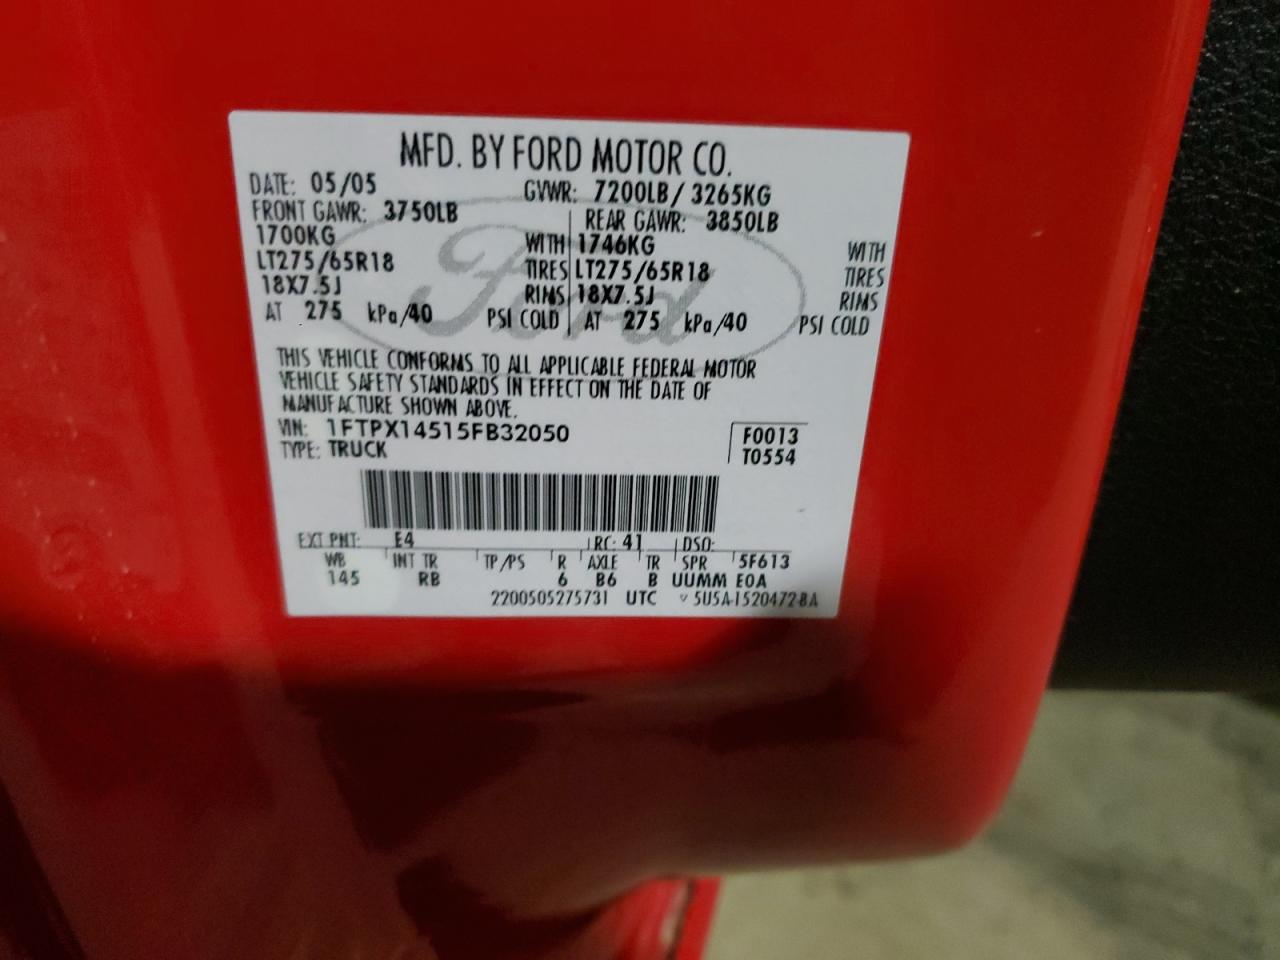 MFD. BY FORD MOTOR CO.
DATE: 05/05 GVWR: 7200LB/ 3265KG
FRONT GAWR: 3750LB REAR GAWR: 3850LB
1700KG WITH 1746KG WITH
LT275/65R18 TIRES LT275/65R18 TIRES
18X7.5J RIMS 18X7.5J RIMS
AT 275 kPa/40 PSI COLD AT 275 kPa/40 PSI COLD
Ford
THIS VEHICLE CONFORMS TO ALL APPLICABLE FEDERAL MOTOR
VEHICLE SAFETY STANDARDS IN EFFECT ON THE DATE OF
MANUFACTURE SHOWN ABOVE.
VIN: 1FTPX14515FB32050 F0013
TYPE: TRUCK T0554
EXT PNT: E4 RC: 41 DSO:
WB INT TR TP/PS R AXLE TR SPR 5F613
145 RB 6 B6 B UUMM E0A
2200505275731 UTC ▽ 5U5A-1520472-BA